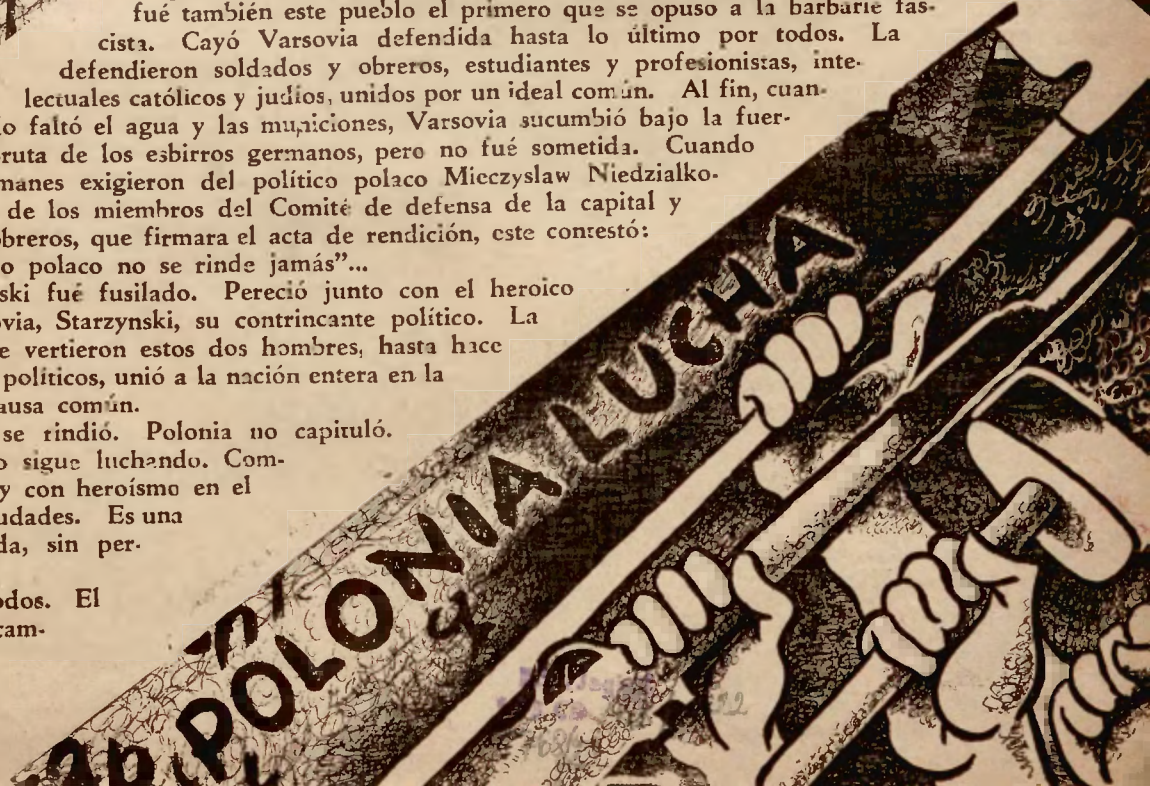 fué también este pueblo el primero que se opuso a la barbarie fas-
cista. Cayó Varsovia defendida hasta lo último por todos. La
defendieron soldados y obreros, estudiantes y profesionistas, inte-
lectuales católicos y judíos, unidos por un ideal común. Al fin, cuan-
faltó el agua y las municiones, Varsovia sucumbió bajo la fuer-
ruta de los esbirros germanos, pero no fué sometida. Cuando
manes exigieron del político polaco Mieczyslaw Niedzialko-
de los miembros del Comité de defensa de la capital y
breros, que firmara el acta de rendición, este contestó:
o polaco no se rinde jamás”...
ski fué fusilado. Pereció junto con el heroico
ovia, Starzynski, su contrincante político. La
e vertieron estos dos hombres, hasta hace
políticos, unió a la nación entera en la
ausa común.
se rindió. Polonia no capituló.
o sigue luchando. Com-
y con heroísmo en el
udades. Es una
da, sin per-
odos. El
cam-
POLONIA LUCHA